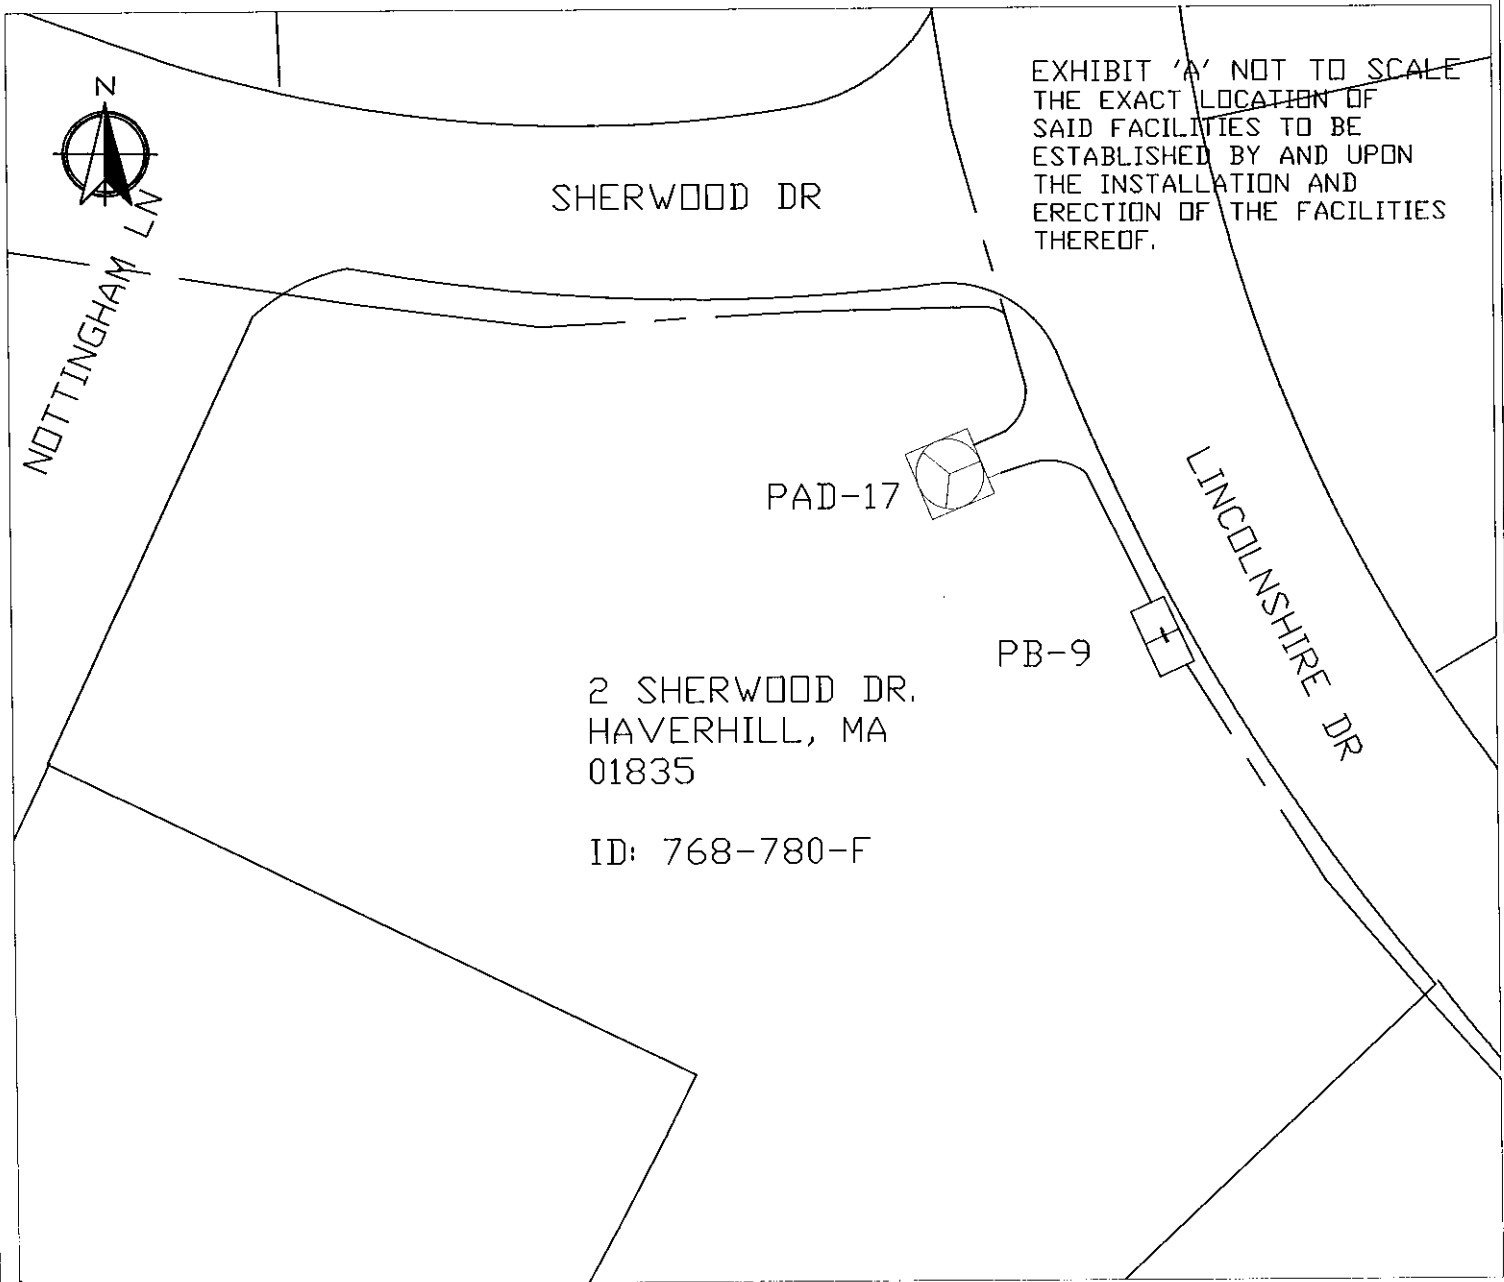 N
EXHIBIT 'A' NOT TO SCALE
THE EXACT LOCATION OF
SAID FACILITIES TO BE
ESTABLISHED BY AND UPON
THE INSTALLATION AND
ERECTION OF THE FACILITIES
THEREOF.
SHERWOOD DR
NOTTINGHAM LN
LINCOLNSHIRE DR
PAD-17
PB-9
2 SHERWOOD DR.
HAVERHILL, MA
01835
ID: 768-780-F